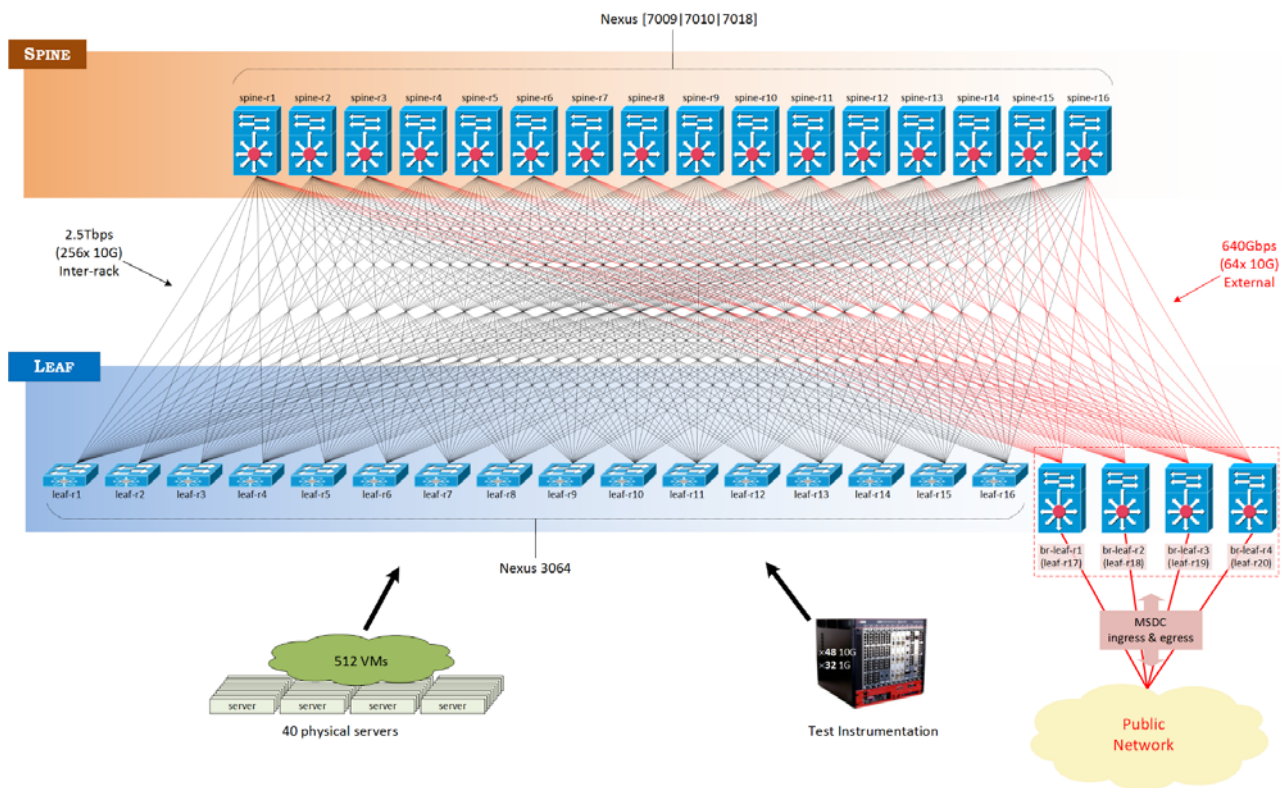 Nexus [7009|7010|7018]
SPINE
spine-r1 spine-r2 spine-r3 spine-r4 spine-r5 spine-r6 spine-r7 spine-r8 spine-r9 spine-r10 spine-r11 spine-r12 spine-r13 spine-r14 spine-r15 spine-r16
2.5Tbps
(256x 10G)
Inter-rack
640Gbps
(64x 10G)
External
LEAF
leaf-r1 leaf-r2 leaf-r3 leaf-r4 leaf-r5 leaf-r6 leaf-r7 leaf-r8 leaf-r9 leaf-r10 leaf-r11 leaf-r12 leaf-r13 leaf-r14 leaf-r15 leaf-r16
br-leaf-r1 br-leaf-r2 br-leaf-r3 br-leaf-r4
(leaf-r17) (leaf-r18) (leaf-r19) (leaf-r20)
Nexus 3064
MSDC
ingress & egress
512 VMs
server server server server
40 physical servers
×48 10G
×32 1G
Test Instrumentation
Public
Network